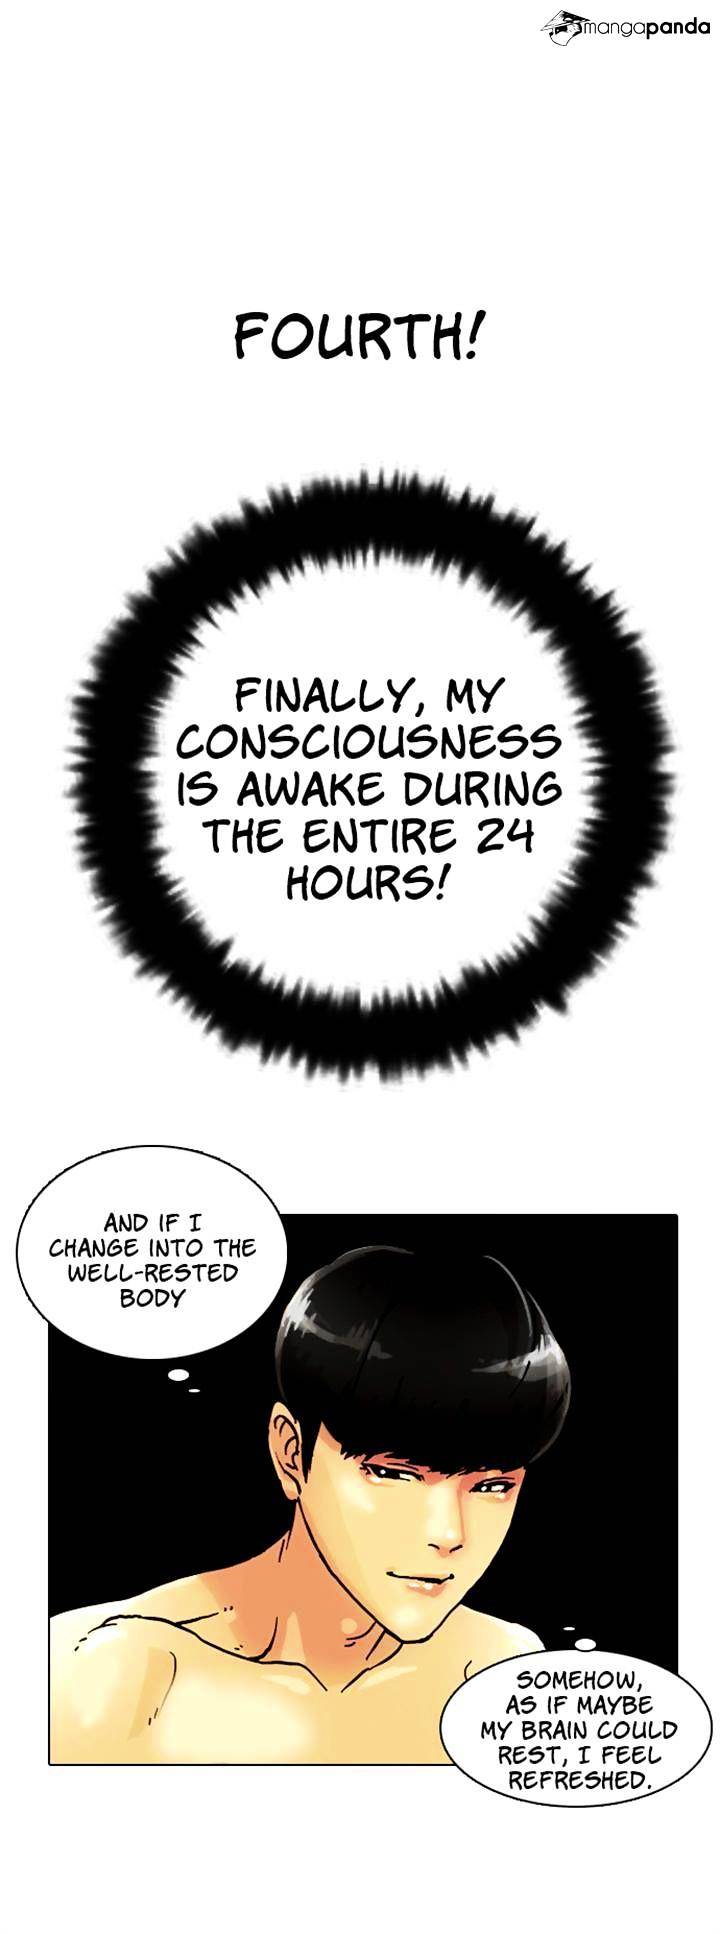 mangapanda
FOURTH!
FINALLY, MY
CONSCIOUSNESS
IS AWAKE DURING
THE ENTIRE 24
HOURS!
AND IF I
CHANGE INTO THE
WELL-RESTED
BODY
SOMEHOW,
AS IF MAYBE
MY BRAIN COULD
REST, I FEEL
REFRESHED.